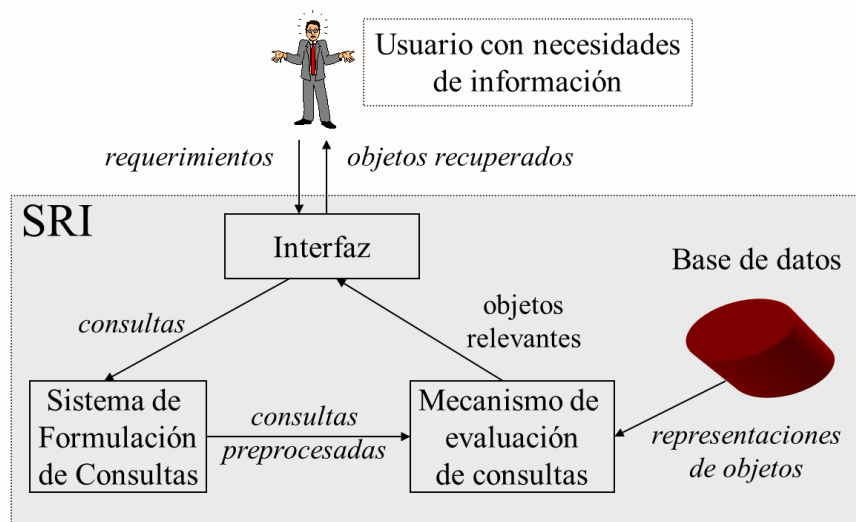 Usuario con necesidades
de información
requerimientos
objetos recuperados
SRI
Interfaz
Base de datos
consultas
objetos
relevantes
Sistema de
Formulación
de Consultas
consultas
preprocesadas
Mecanismo de
evaluación
de consultas
representaciones
de objetos